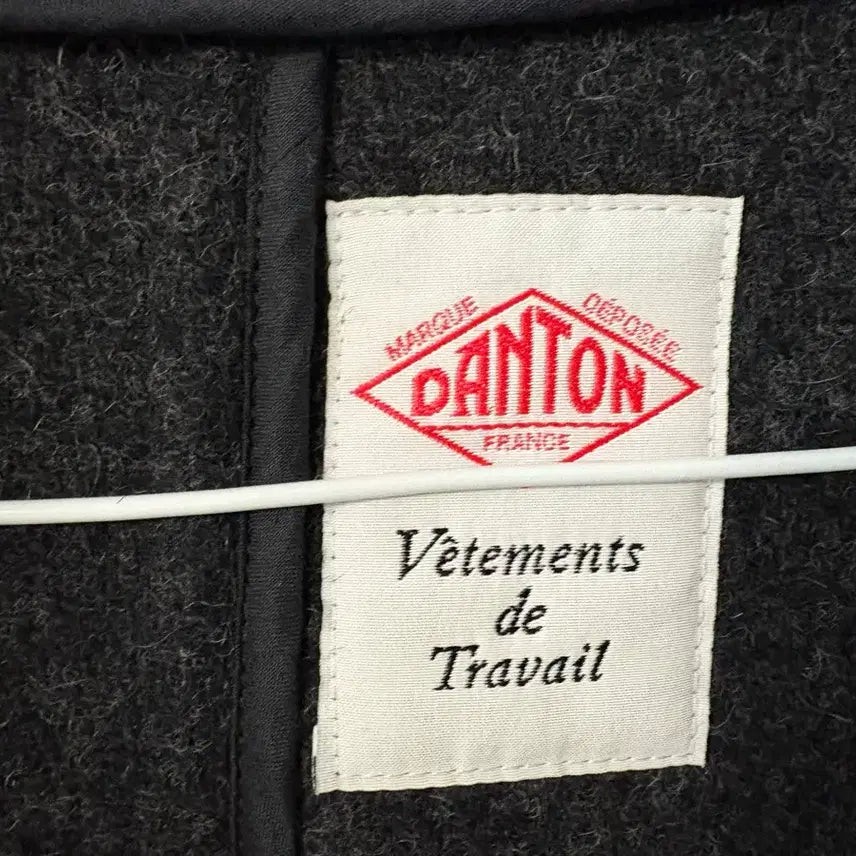 MARQUE DÉPOSÉE
DANTON
FRANCE
Vêtements
de
Travail